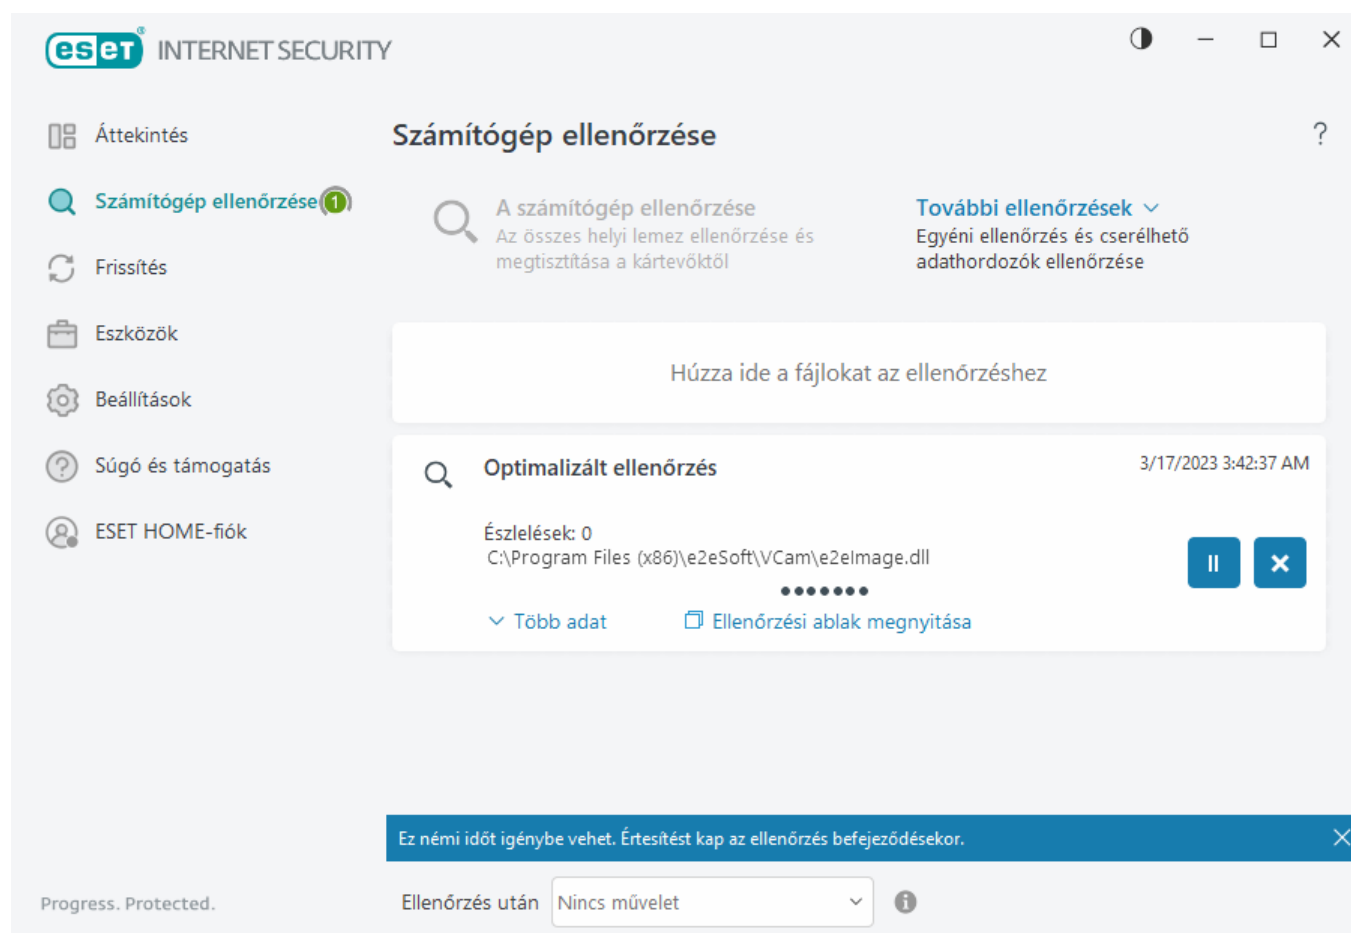 eset INTERNET SECURITY
Áttekintés
Számítógép ellenőrzése 1
Frissítés
Eszközök
Beállítások
Súgó és támogatás
ESET HOME-fiók
Progress. Protected.
Számítógép ellenőrzése
?
A számítógép ellenőrzése
Az összes helyi lemez ellenőrzése és
megtisztítása a kártevőktől
További ellenőrzések
Egyéni ellenőrzés és cserélhető
adathordozók ellenőrzése
Húzza ide a fájlokat az ellenőrzéshez
Optimalizált ellenőrzés
3/17/2023 3:42:37 AM
Észlelések: 0
C:\Program Files (x86)\e2eSoft\VCam\e2eImage.dll
Több adat
Ellenőrzési ablak megnyitása
Ez némi időt igénybe vehet. Értesítést kap az ellenőrzés befejeződésekor.
Ellenőrzés után
Nincs művelet